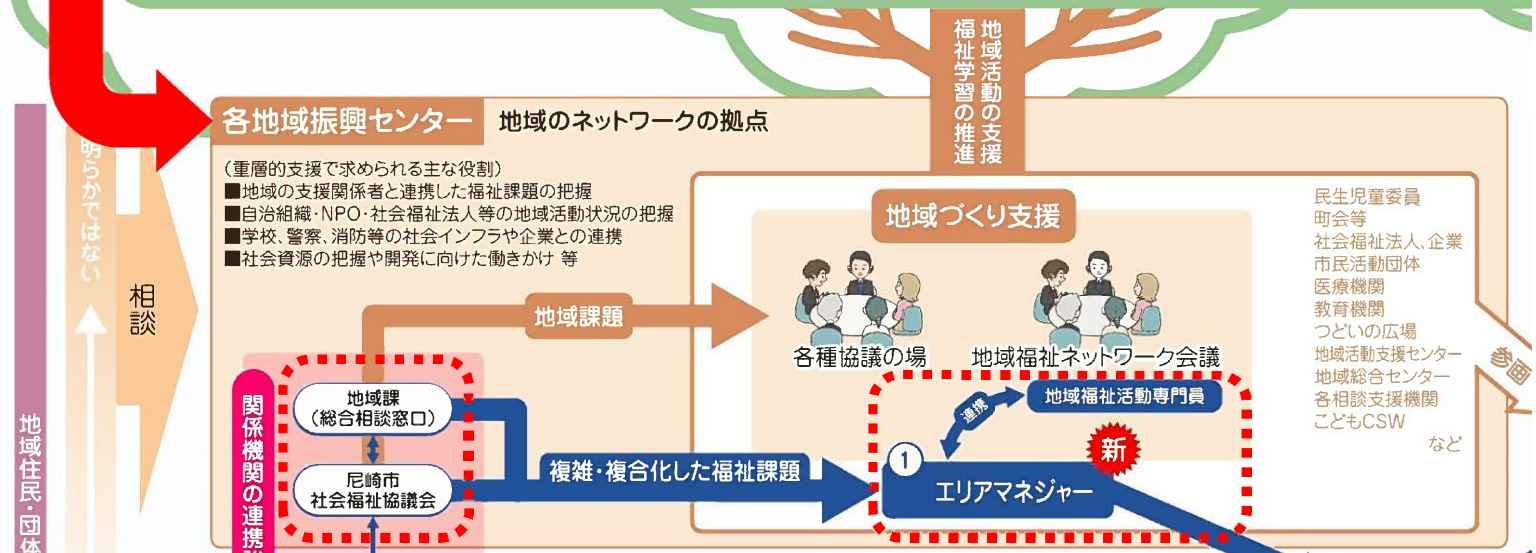 地域活動の支援
福祉学習の推進
各地域振興センター
地域のネットワークの拠点
(重層的支援で求められる主な役割)
■地域の支援関係者と連携した福祉課題の把握
■自治組織・NPO・社会福祉法人等の地域活動状況の把握
■学校、警察、消防等の社会インフラや企業との連携
■社会資源の把握や開発に向けた働きかけ 等
明らかではない
相談
地域住民・団体
地域づくり支援
地域課題
各種協議の場
地域福祉ネットワーク会議
民生児童委員
町会等
社会福祉法人、企業
市民活動団体
医療機関
教育機関
つどいの広場
地域活動支援センター
地域総合センター
各相談支援機関
こどもCSW
など
参画
関係機関の連携
地域課
(総合相談窓口)
尼崎市
社会福祉協議会
複雑・複合化した福祉課題
地域福祉活動専門員
連携
新
1
エリアマネジャー